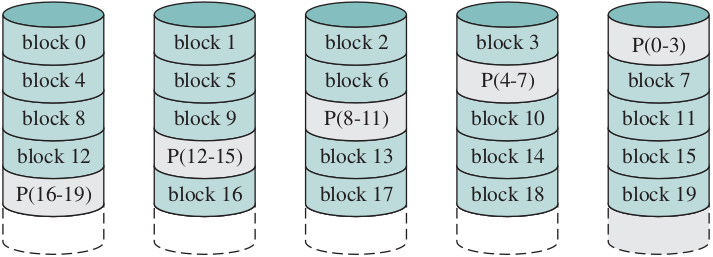 block 0 block 1 block 2 block 3 P(0-3)
block 4 block 5 block 6 P(4-7) block 7
block 8 block 9 P(8-11) block 10 block 11
block 12 P(12-15) block 13 block 14 block 15
P(16-19) block 16 block 17 block 18 block 19